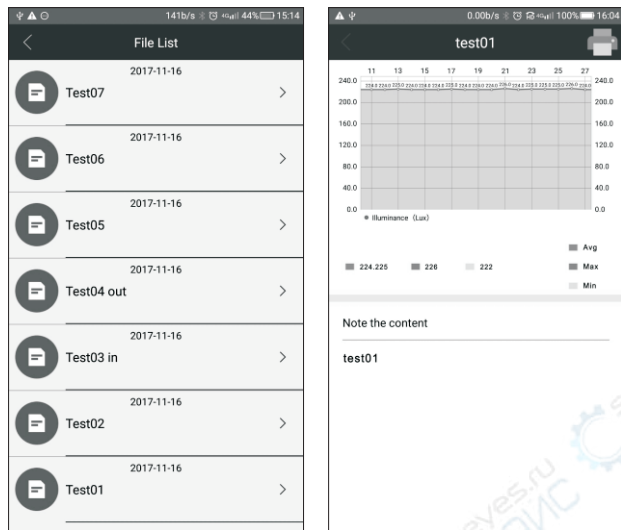 141b/s 4G 44% 15:14
File List
2017-11-16
Test07
2017-11-16
Test06
2017-11-16
Test05
2017-11-16
Test04 out
2017-11-16
Test03 in
2017-11-16
Test02
2017-11-16
Test01
0.00b/s 4G 100% 16:04
test01
11 13 15 17 19 21 23 25 27
240.0 240.0
200.0 200.0
160.0 160.0
120.0 120.0
80.0 80.0
40.0 40.0
0.0 0.0
Illuminance (Lux)
Avg
224.225 226 222 Max
Min
Note the content
test01